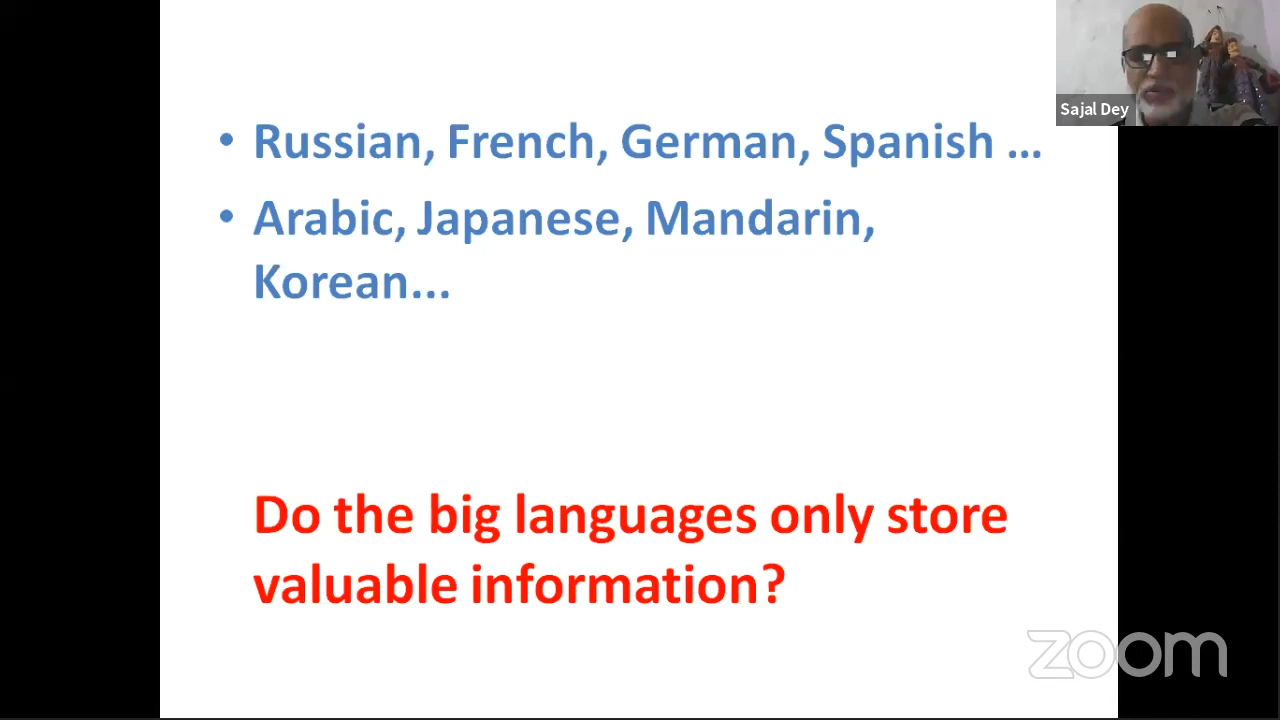 Sajal Dey
• Russian, French, German, Spanish ...
• Arabic, Japanese, Mandarin,
Korean...
Do the big languages only store
valuable information?
zoom